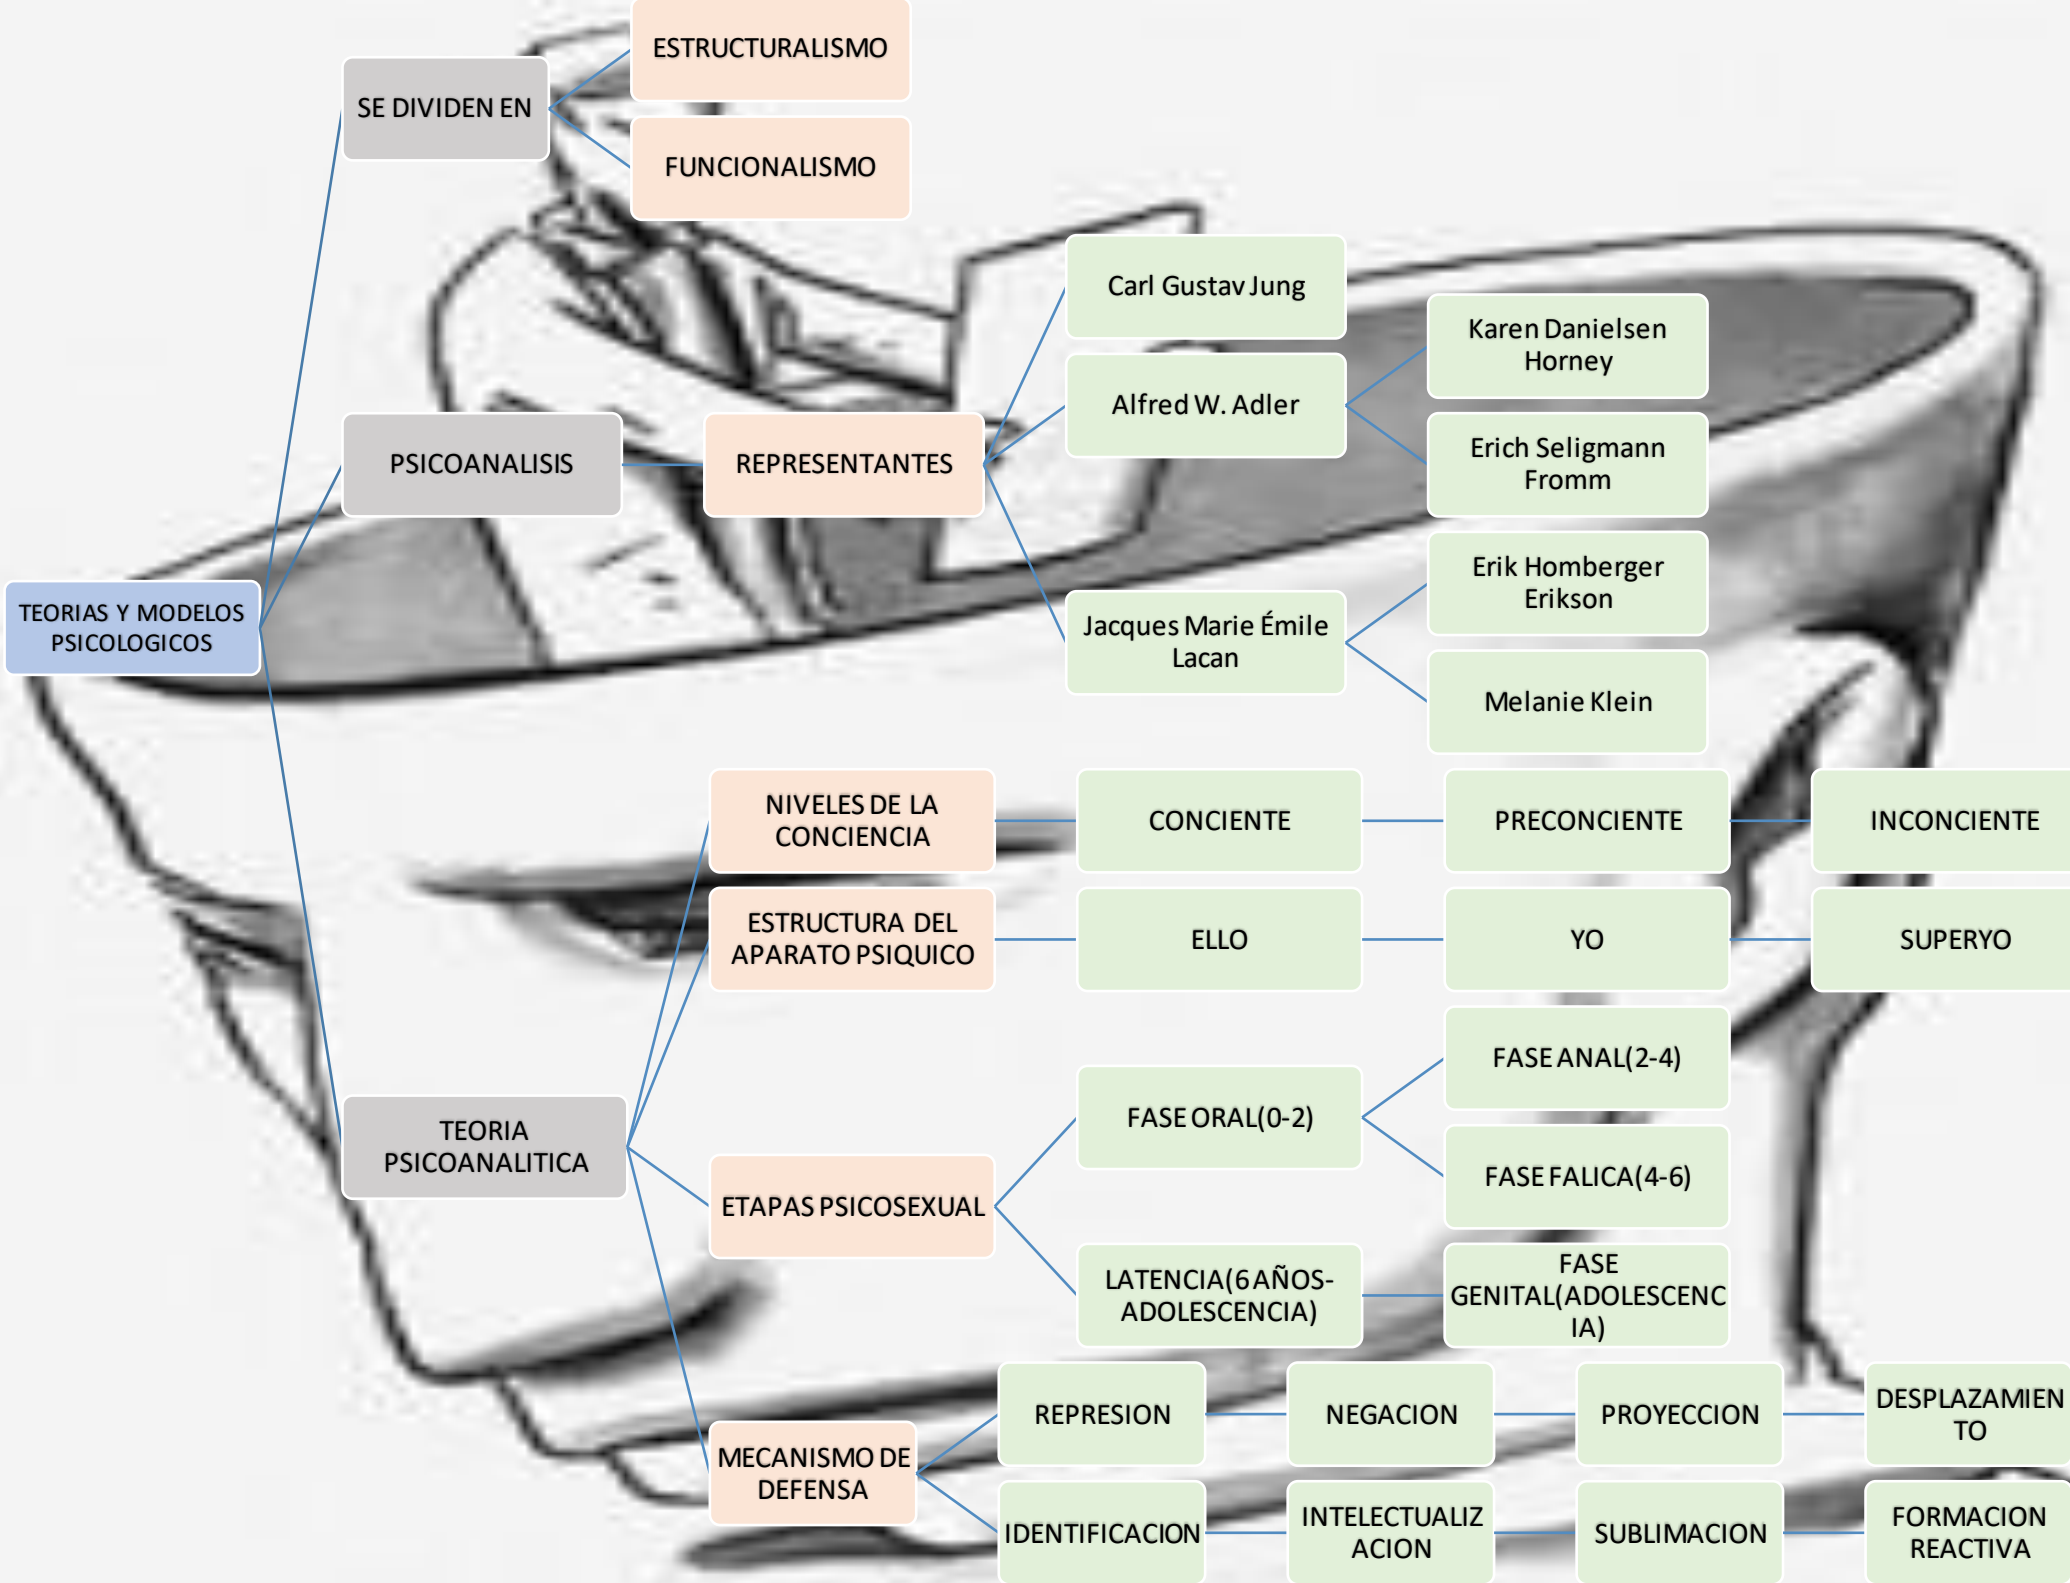 ESTRUCTURALISMO
SE DIVIDEN EN
FUNCIONALISMO
Carl Gustav Jung
Karen Danielsen
Horney
Alfred W. Adler
PSICOANALISIS
REPRESENTANTES
Erich Seligmann
Fromm
Erik Homberger
Erikson
TEORIAS Y MODELOS
PSICOLOGICOS
Jacques Marie Émile
Lacan
Melanie Klein
NIVELES DE LA
CONCIENCIA
CONCIENTE
PRECONCIENTE
INCONCIENTE
ESTRUCTURA DEL
APARATO PSIQUICO
ELLO
YO
SUPERYO
TEORIA
PSICOANALITICA
FASE ORAL(0-2)
FASE ANAL(2-4)
FASE FALICA(4-6)
ETAPAS PSICOSEXUAL
LATENCIA(6 AÑOS-
ADOLESCENCIA)
FASE
GENITAL(ADOLESCENC
IA)
MECANISMO DE
DEFENSA
REPRESION
NEGACION
PROYECCION
DESPLAZAMIEN
TO
IDENTIFICACION
INTELECTUALIZ
ACION
SUBLIMACION
FORMACION
REACTIVA